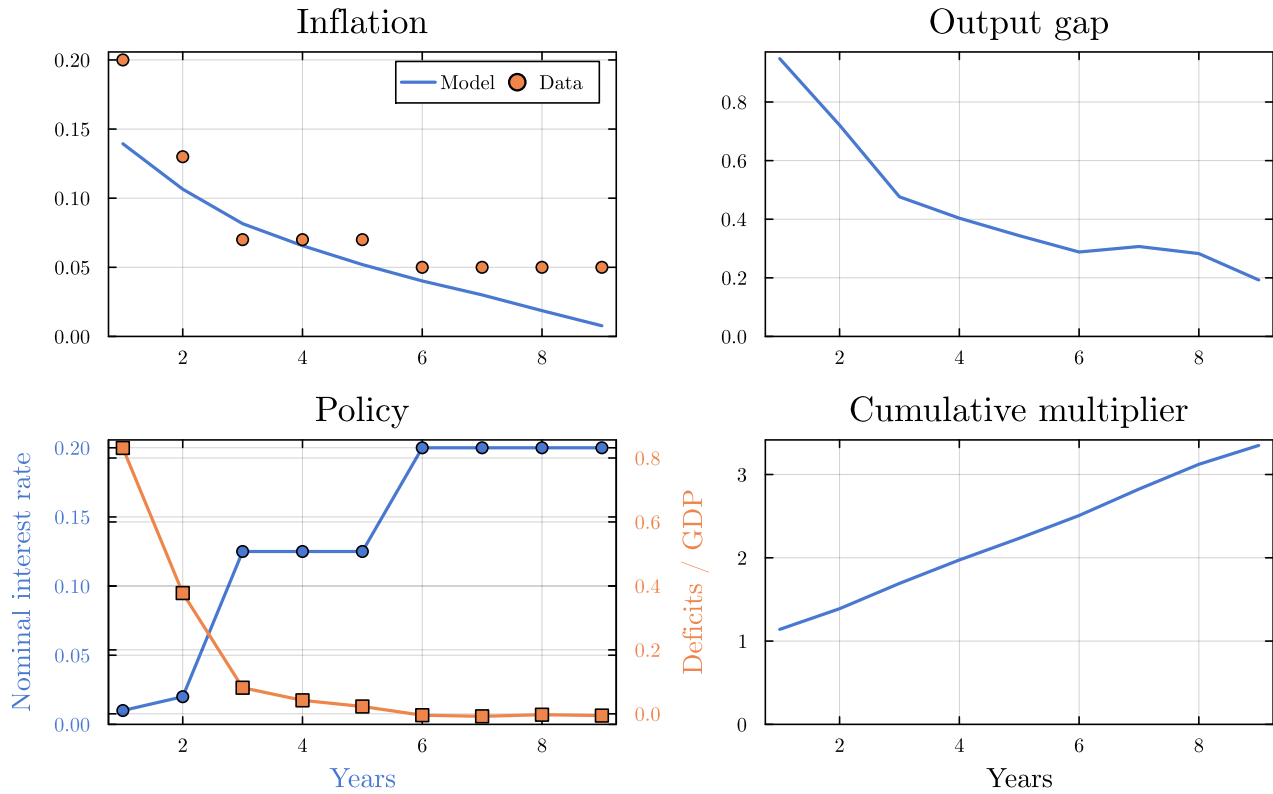 Inflation
0.20
0.15
0.10
0.05
0.00
Model
Data
2 4 6 8
Output gap
0.8
0.6
0.4
0.2
0.0
2 4 6 8
Policy
Nominal interest rate
0.20
0.15
0.10
0.05
0.00
0.8
0.6
0.4
0.2
0.0
Deficits / GDP
2 4 6 8
Years
Cumulative multiplier
3
2
1
0
2 4 6 8
Years